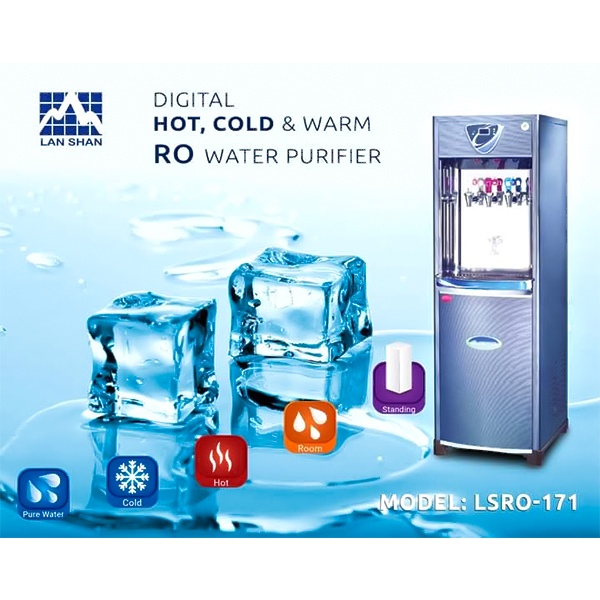 LAN SHAN
DIGITAL
HOT, COLD & WARM
RO WATER PURIFIER
Standing
Room
Hot
Cold
Pure Water
MODEL: LSRO-171